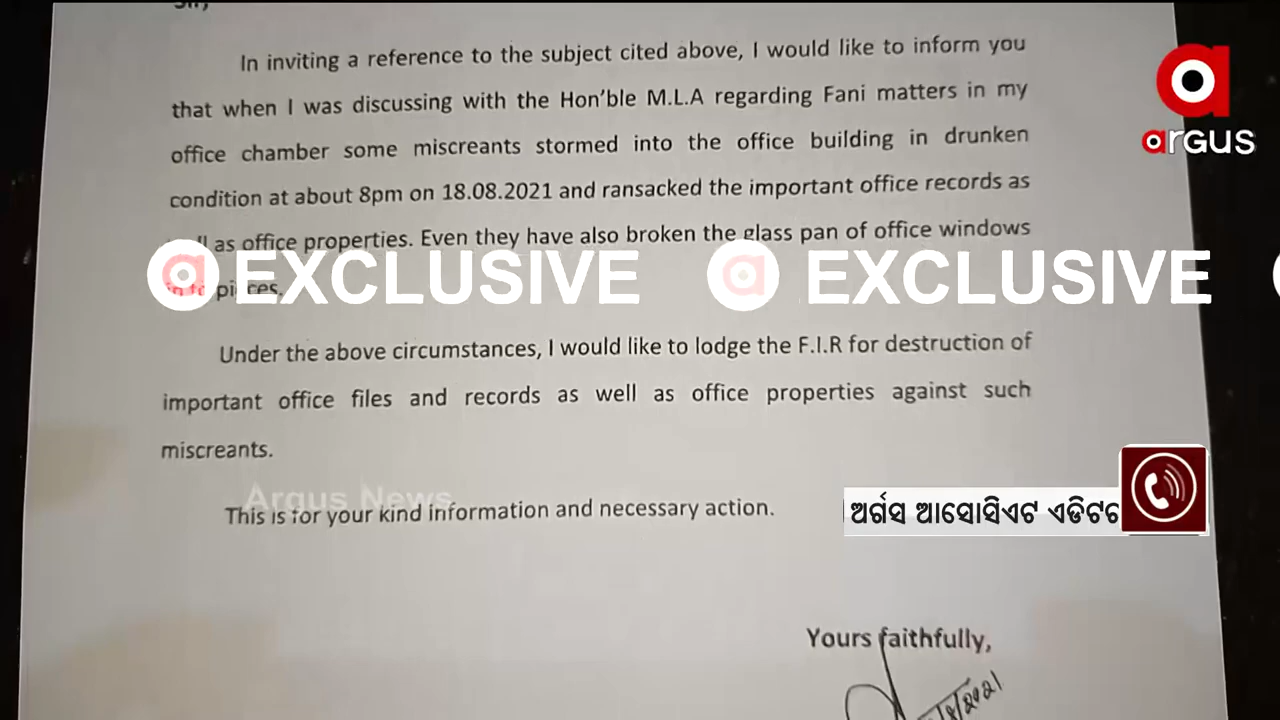 In inviting a reference to the subject cited above, I would like to inform you
that when I was discussing with the Hon'ble M.L.A regarding Fani matters in my
office chamber some miscreants stormed into the office building in drunken
condition at about 8pm on 18.08.2021 and ransacked the important office records as
as office properties. Even they have also broken the glass pan of office windows
pieces.
EXCLUSIVE EXCLUSIVE
Under the above circumstances, I would like to lodge the F.I.R for destruction of
important office files and records as well as office properties against such
miscreants.
Argus News
This is for your kind information and necessary action.
Yours faithfully,
argus
ଅର୍ଗସ ଆସୋସିଏଟ ଏଡିଟର